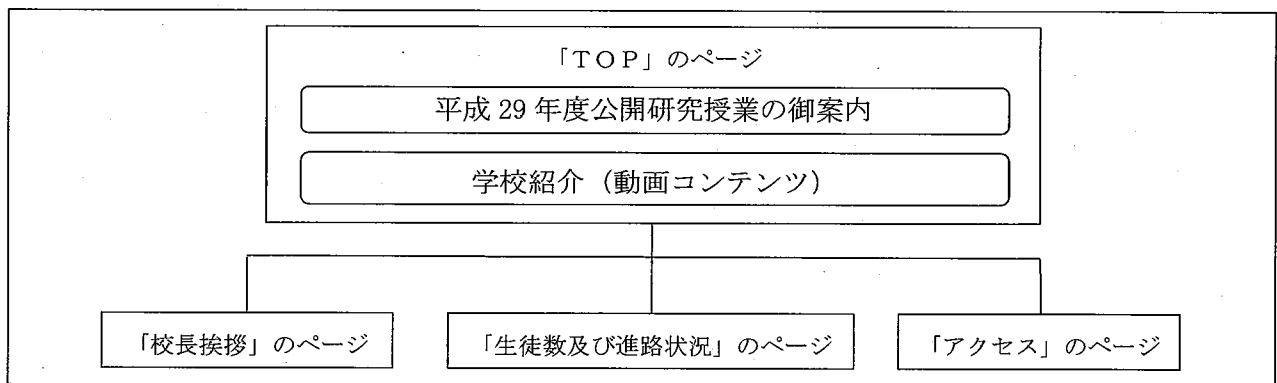 「ＴＯＰ」のページ
平成 29 年度公開研究授業の御案内
学校紹介（動画コンテンツ）
「校長挨拶」のページ
「生徒数及び進路状況」のページ
「アクセス」のページ